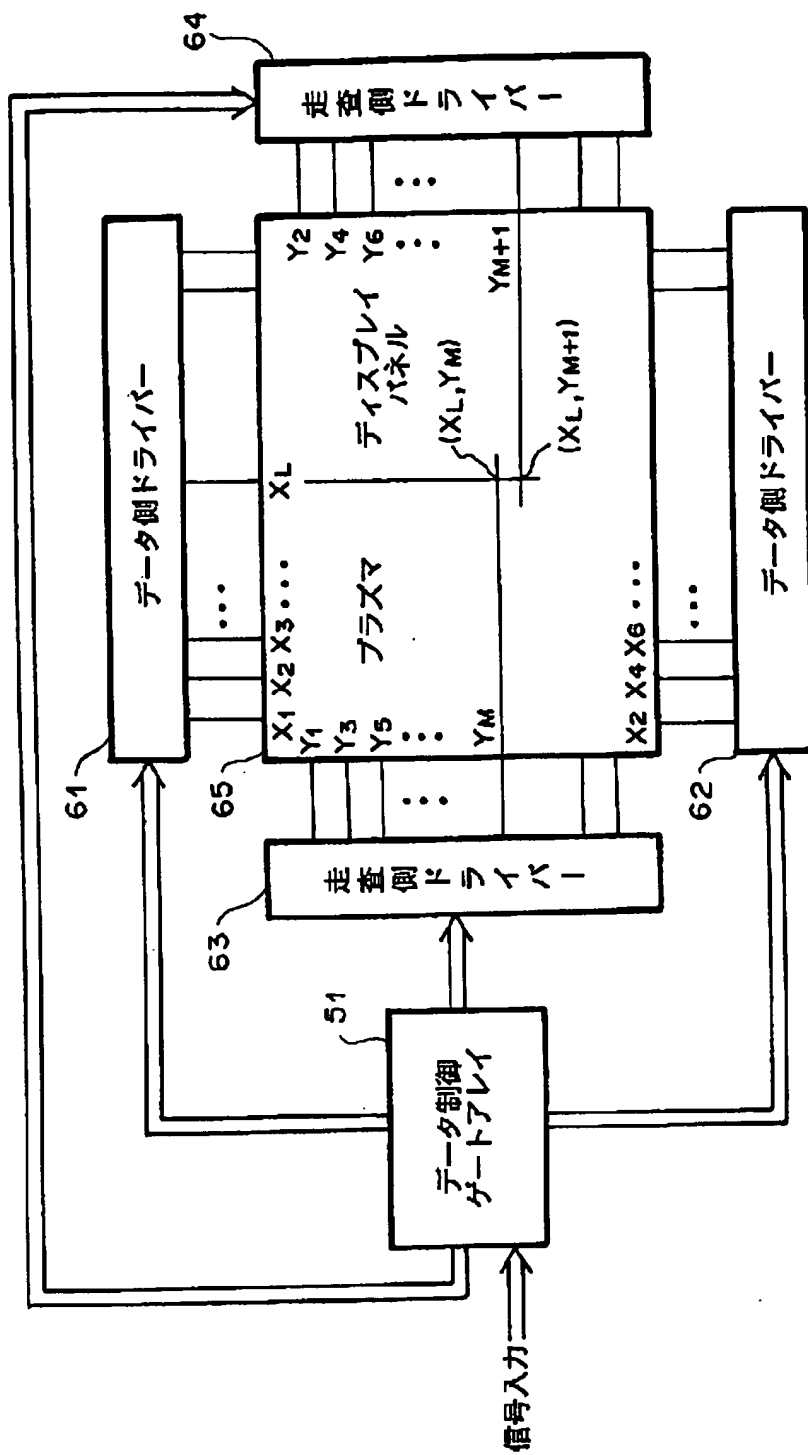 64
走査側ドライバー
データ側ドライバー
61
65
X1 X2 X3 ··· XL
Y1
Y3
Y5
⋮
YM
Y2
Y4
Y6
⋮
YM+1
プラズマ
ディスプレイ
パネル
(XL,YM)
(XL,YM+1)
X2 X4 X6 ···
63
走査側ドライバー
62
データ側ドライバー
51
データ制御
ゲートアレイ
信号入力